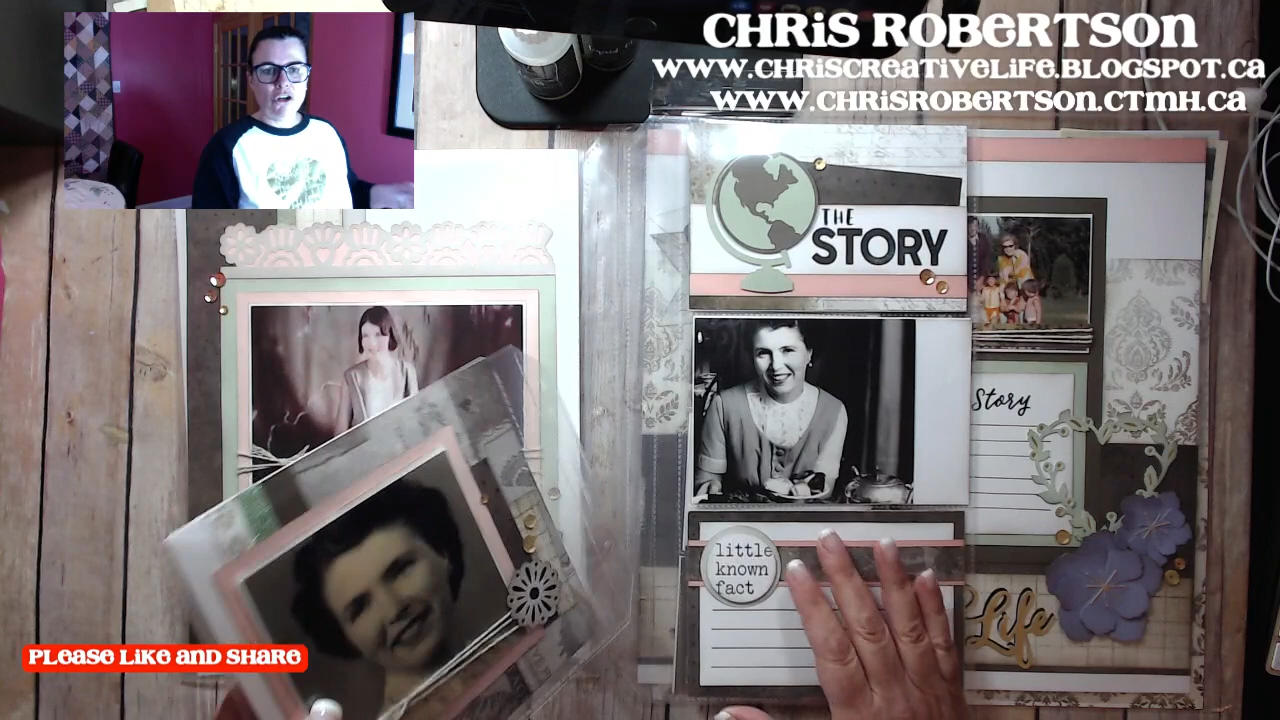 CHRiS ROBERTSON
www.CHRiSCREATiVELiFE.BLOGSPOT.ca
www.CHRiSROBERTSON.CTMH.ca
THE
STORY
Story
little
known
fact
Life
PLEASE LiKE AND SHARE